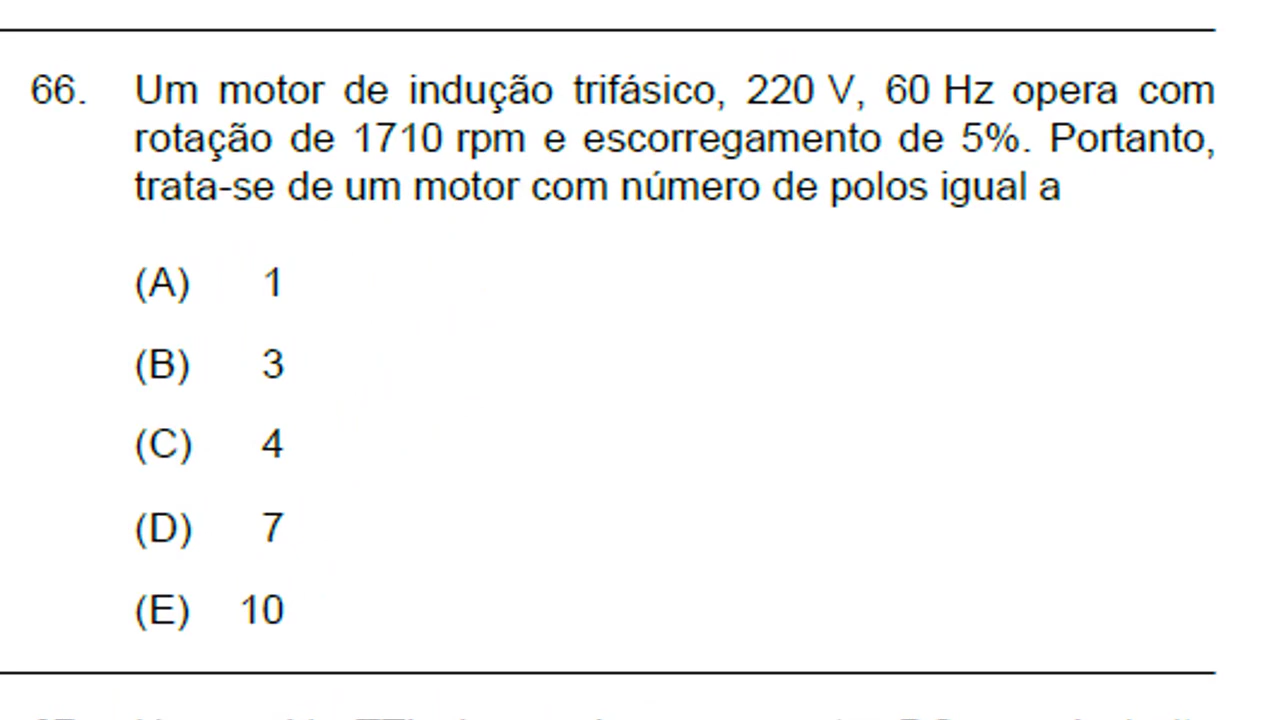 66. Um motor de indução trifásico, 220 V, 60 Hz opera com
rotação de 1710 rpm e escorregamento de 5%. Portanto,
trata-se de um motor com número de polos igual a
(A) 1
(B) 3
(C) 4
(D) 7
(E) 10